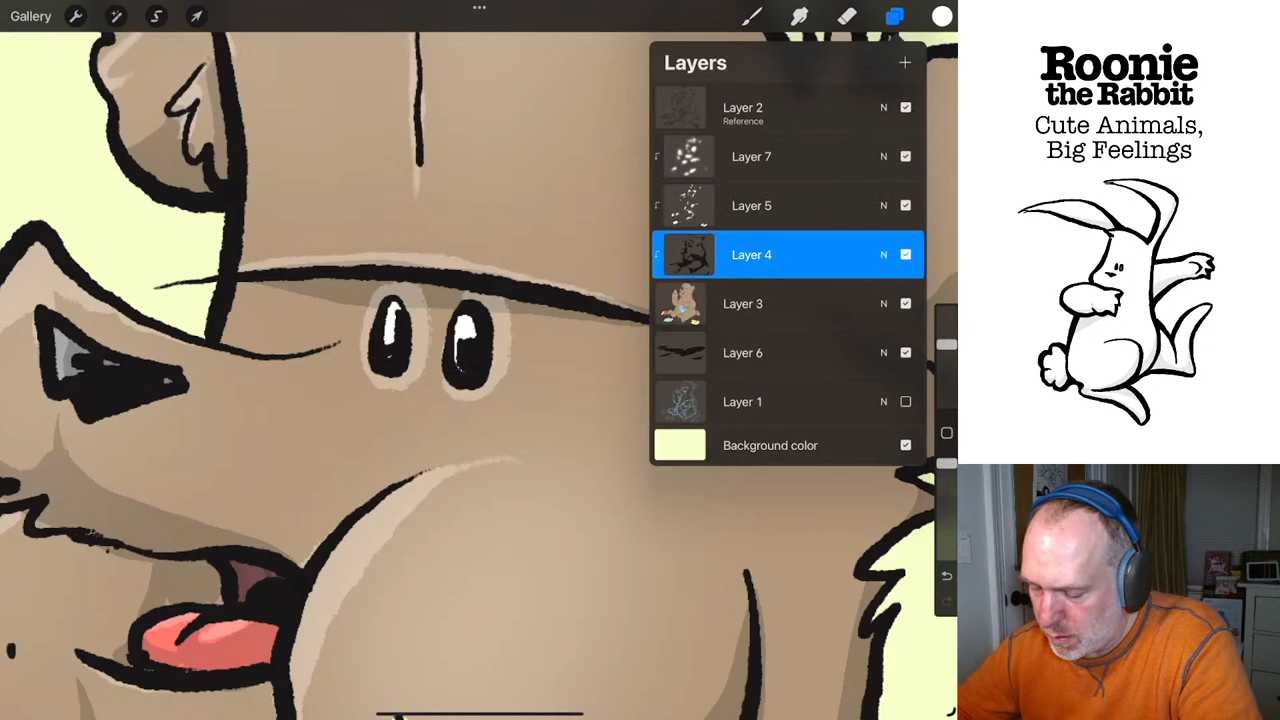 Gallery
Layers
Layer 2
Reference
N
Layer 7
N
Layer 5
N
Layer 4
N
Layer 3
N
Layer 6
N
Layer 1
N
Background color
Roonie
the Rabbit
Cute Animals,
Big Feelings